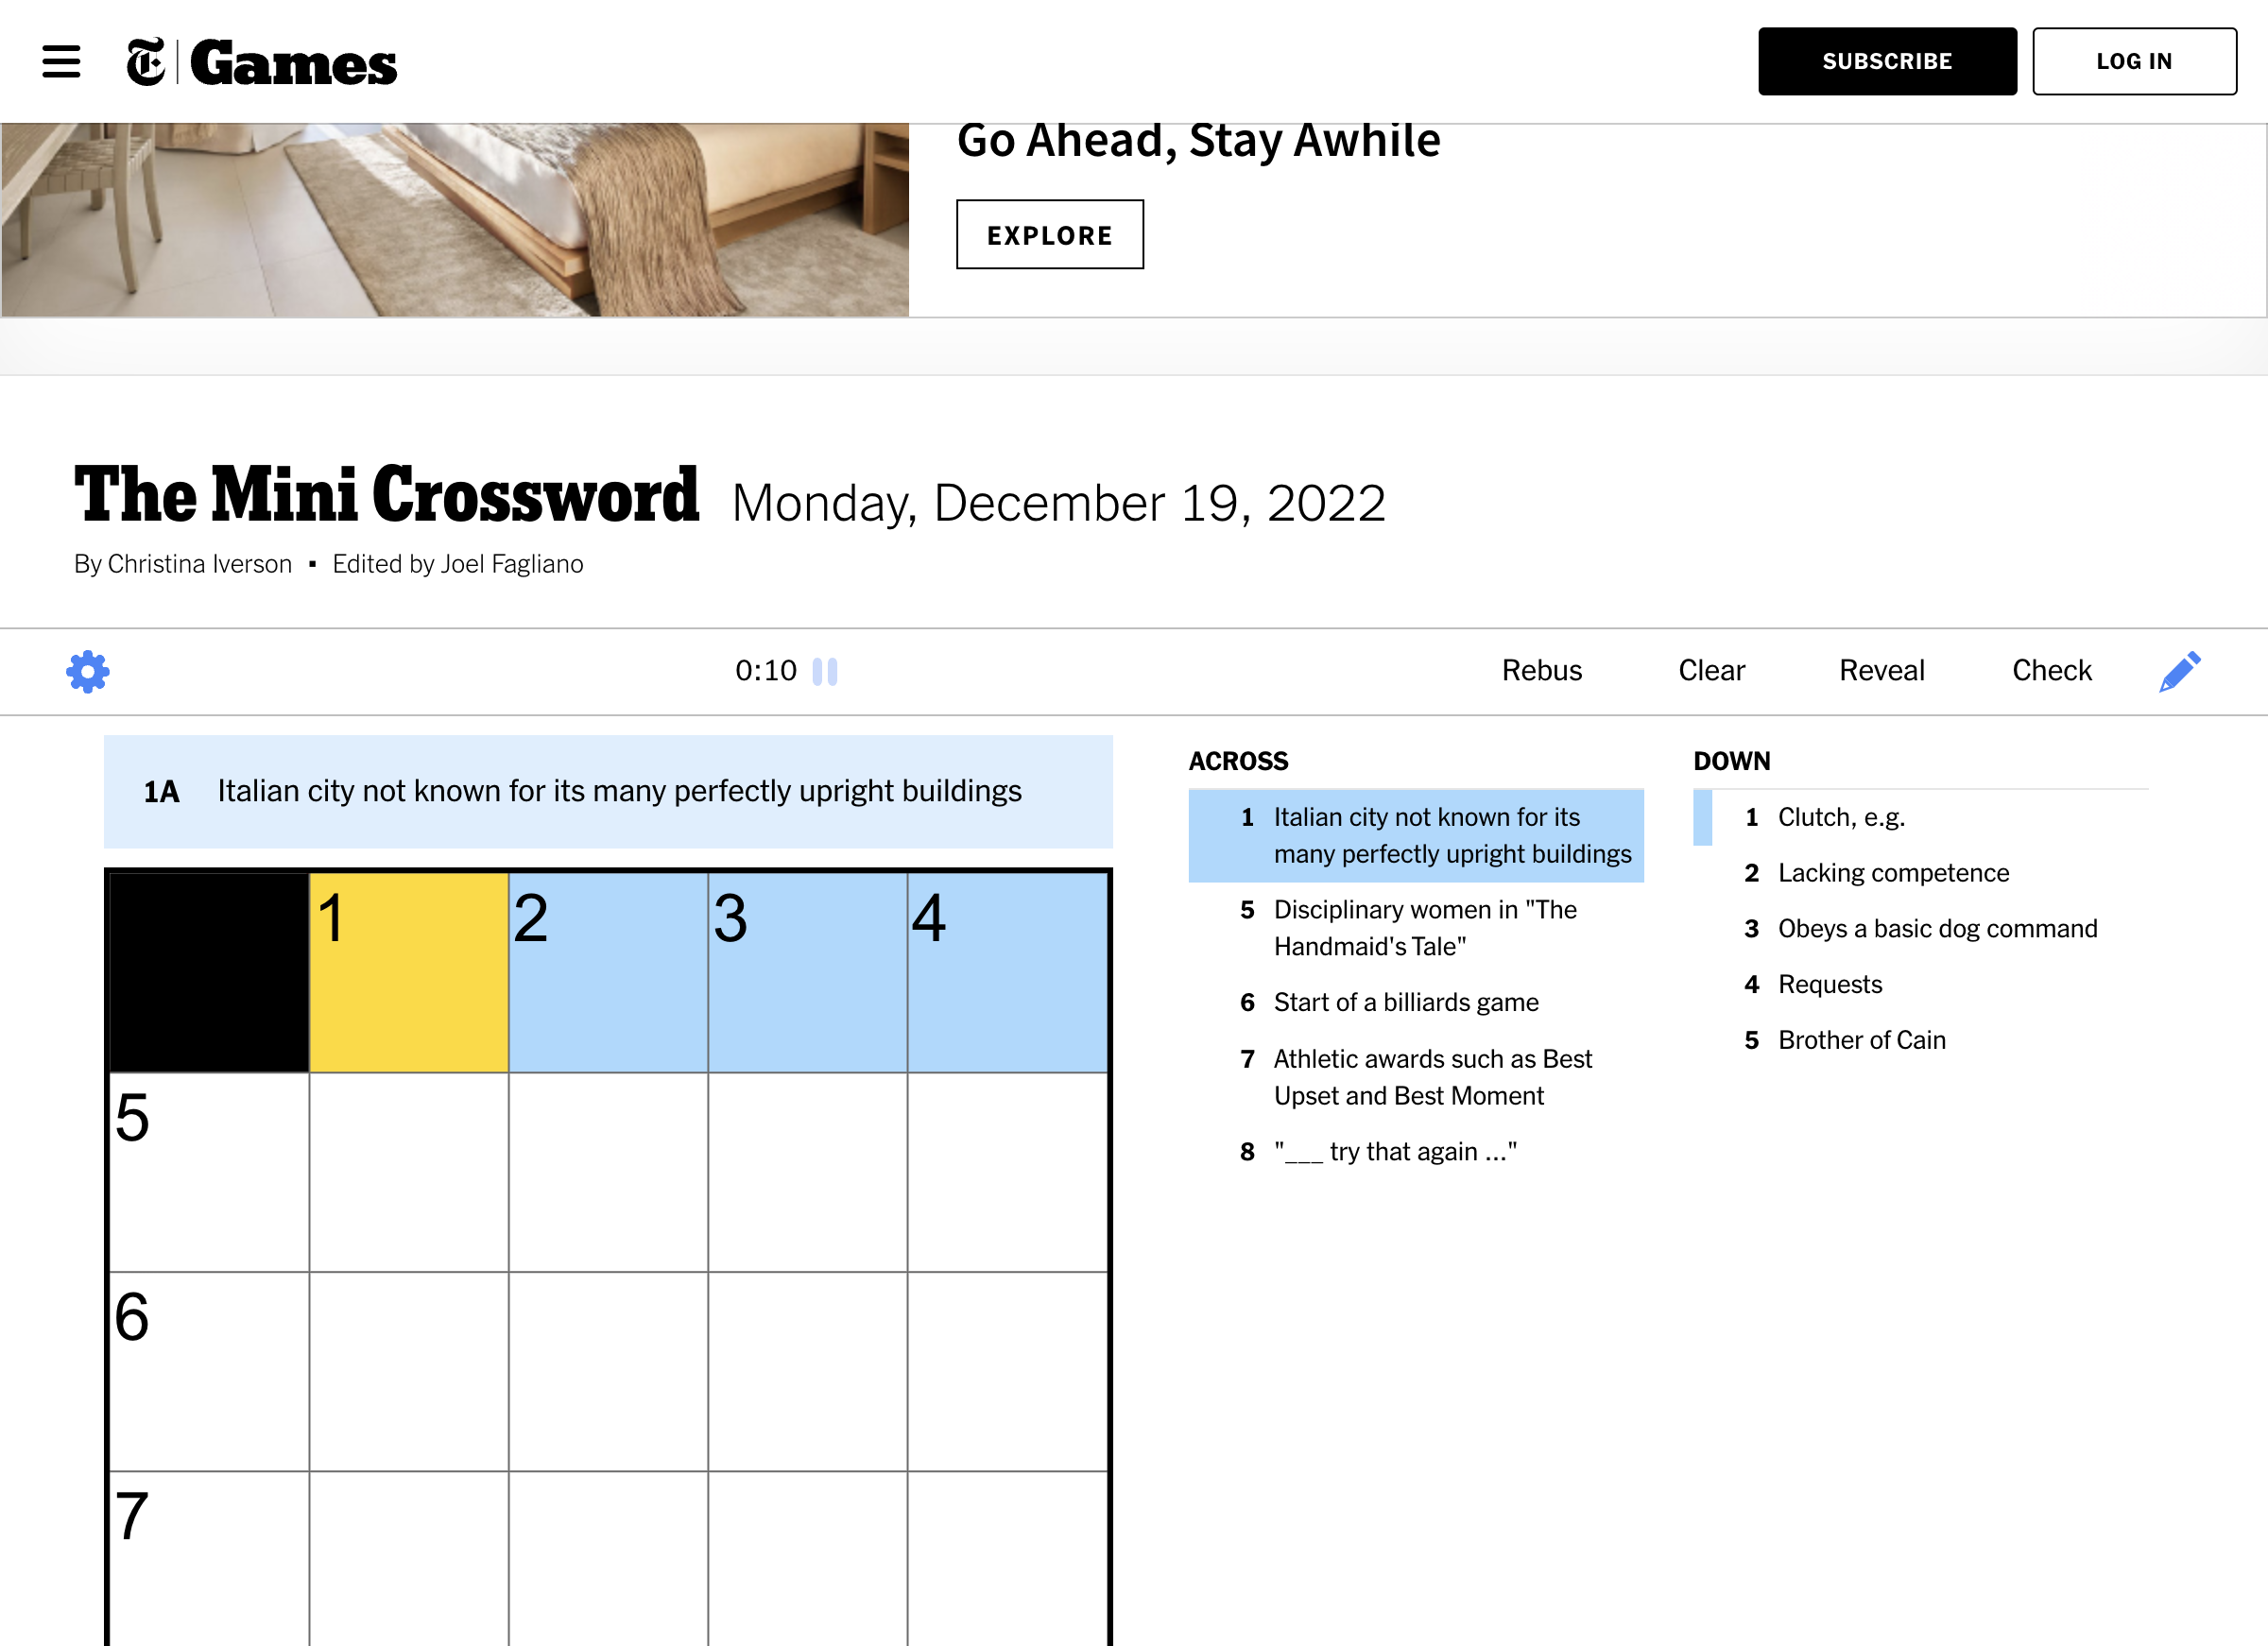 T Games
SUBSCRIBE
LOG IN
Go Ahead, Stay Awhile
EXPLORE
The Mini Crossword Monday, December 19, 2022
By Christina Iverson ▪ Edited by Joel Fagliano
0:10
Rebus
Clear
Reveal
Check
1A Italian city not known for its many perfectly upright buildings
1
2
3
4
5
6
7
ACROSS
1 Italian city not known for its
many perfectly upright buildings
5 Disciplinary women in "The
Handmaid's Tale"
6 Start of a billiards game
7 Athletic awards such as Best
Upset and Best Moment
8 "___ try that again ..."
DOWN
1 Clutch, e.g.
2 Lacking competence
3 Obeys a basic dog command
4 Requests
5 Brother of Cain